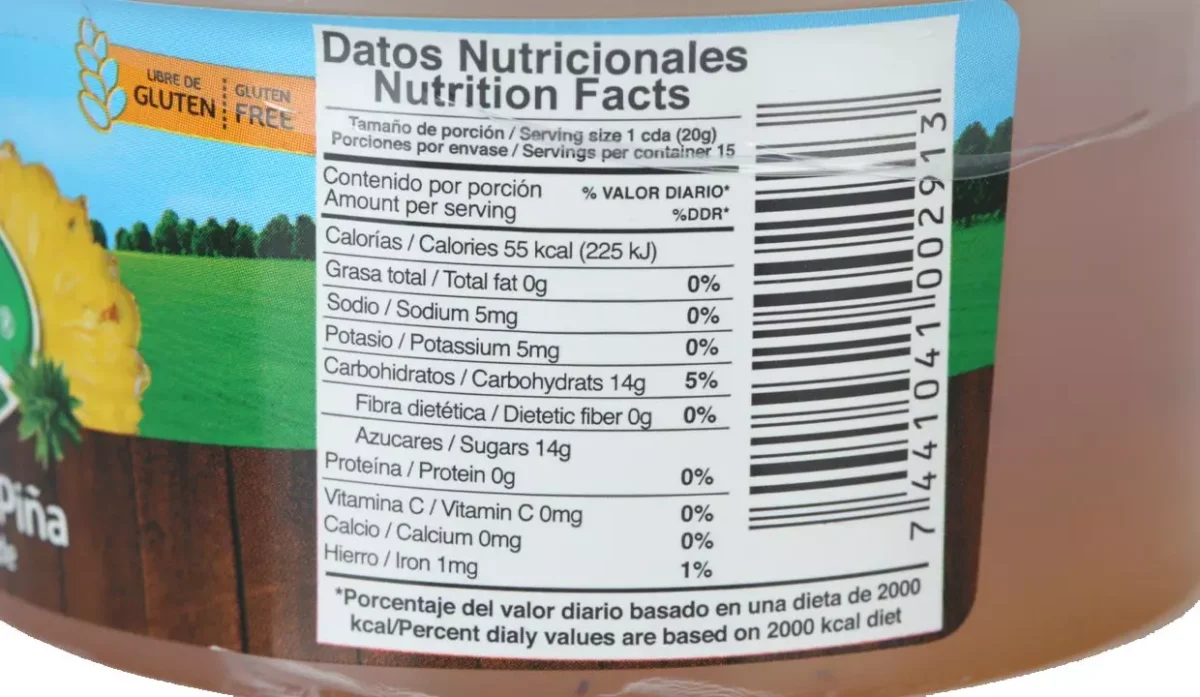 LIBRE DE
GLUTEN
GLUTEN
FREE
®
Piña
Datos Nutricionales
Nutrition Facts
Tamaño de porción / Serving size 1 cda (20g)
Porciones por envase / Servings per container 15
Contenido por porción % VALOR DIARIO*
Amount per serving %DDR*
Calorías / Calories 55 kcal (225 kJ)
Grasa total / Total fat 0g 0%
Sodio / Sodium 5mg 0%
Potasio / Potassium 5mg 0%
Carbohidratos / Carbohydrats 14g 5%
Fibra dietética / Dietetic fiber 0g 0%
Azucares / Sugars 14g
Proteína / Protein 0g 0%
Vitamina C / Vitamin C 0mg 0%
Calcio / Calcium 0mg 0%
Hierro / Iron 1mg 1%
*Porcentaje del valor diario basado en una dieta de 2000
kcal/Percent dialy values are based on 2000 kcal diet
7 441041 002913